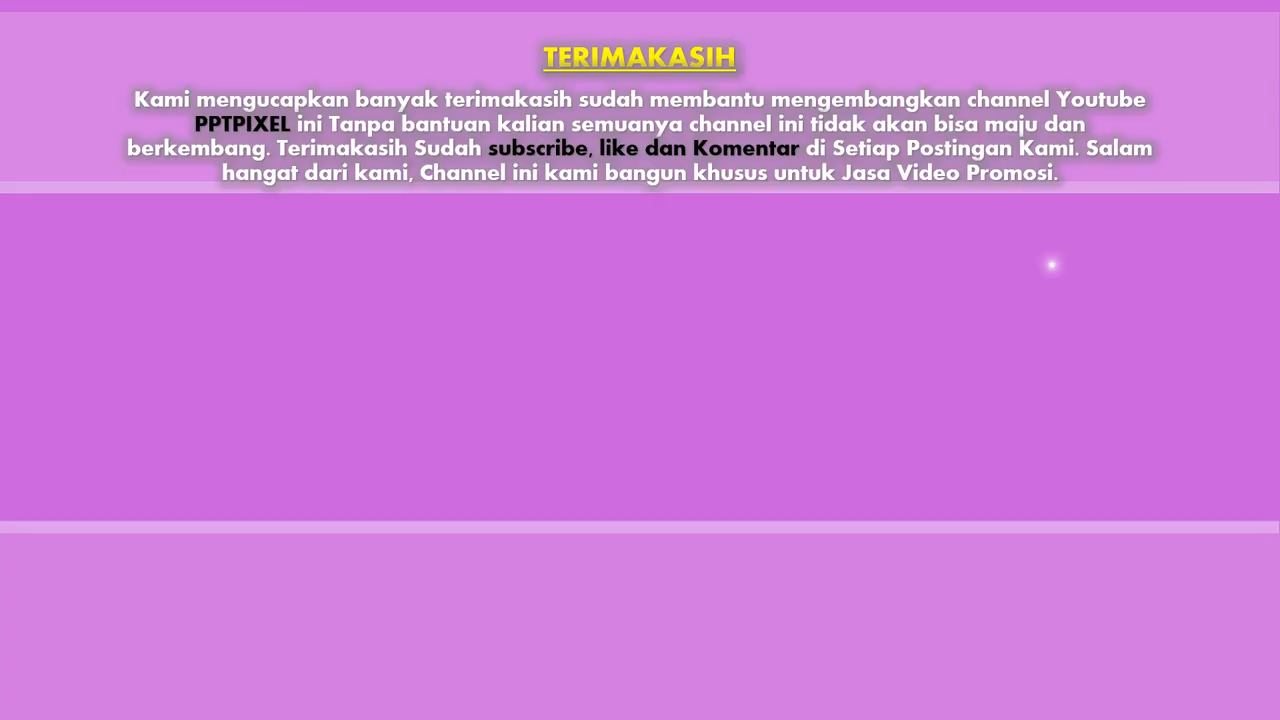 TERIMAKASIH
Kami mengucapkan banyak terimakasih sudah membantu mengembangkan channel Youtube
PPTPIXEL ini Tanpa bantuan kalian semuanya channel ini tidak akan bisa maju dan
berkembang. Terimakasih Sudah subscribe, like dan Komentar di Setiap Postingan Kami. Salam
hangat dari kami, Channel ini kami bangun khusus untuk Jasa Video Promosi.